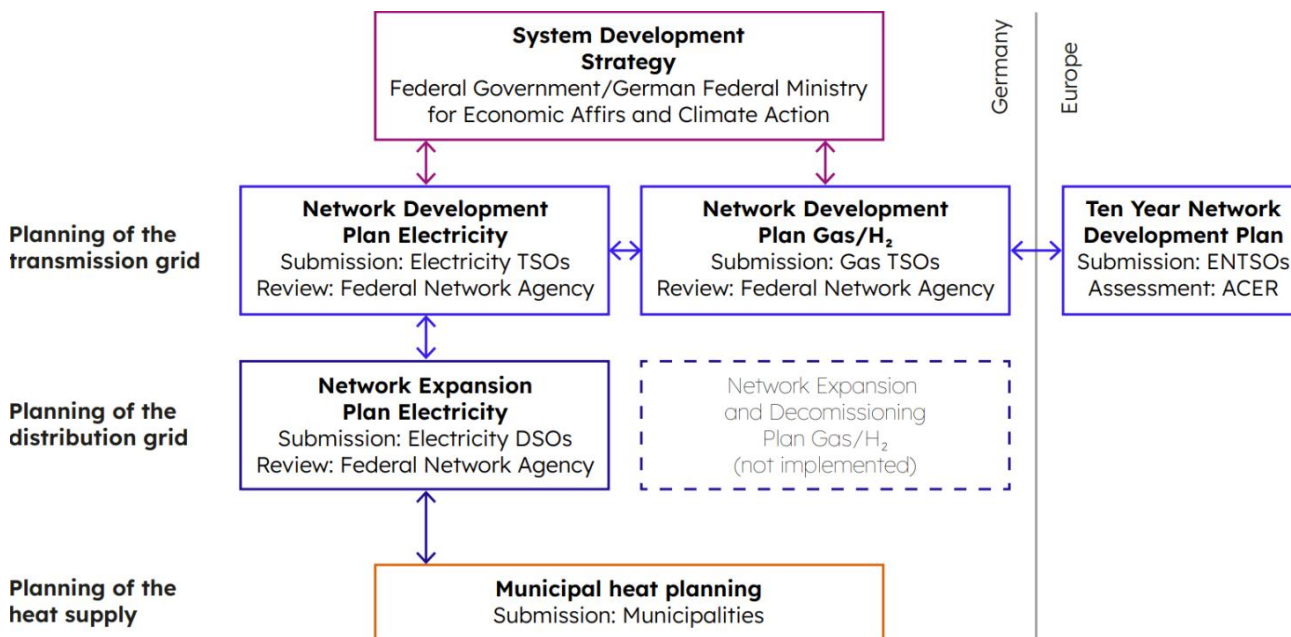 System Development
Strategy
Federal Government/German Federal Ministry
for Economic Affirs and Climate Action
Germany
Europe
Planning of the
transmission grid
Network Development
Plan Electricity
Submission: Electricity TSOs
Review: Federal Network Agency
Network Development
Plan Gas/H₂
Submission: Gas TSOs
Review: Federal Network Agency
Ten Year Network
Development Plan
Submission: ENTSOs
Assessment: ACER
Planning of the
distribution grid
Network Expansion
Plan Electricity
Submission: Electricity DSOs
Review: Federal Network Agency
Network Expansion
and Decomissioning
Plan Gas/H₂
(not implemented)
Planning of the
heat supply
Municipal heat planning
Submission: Municipalities